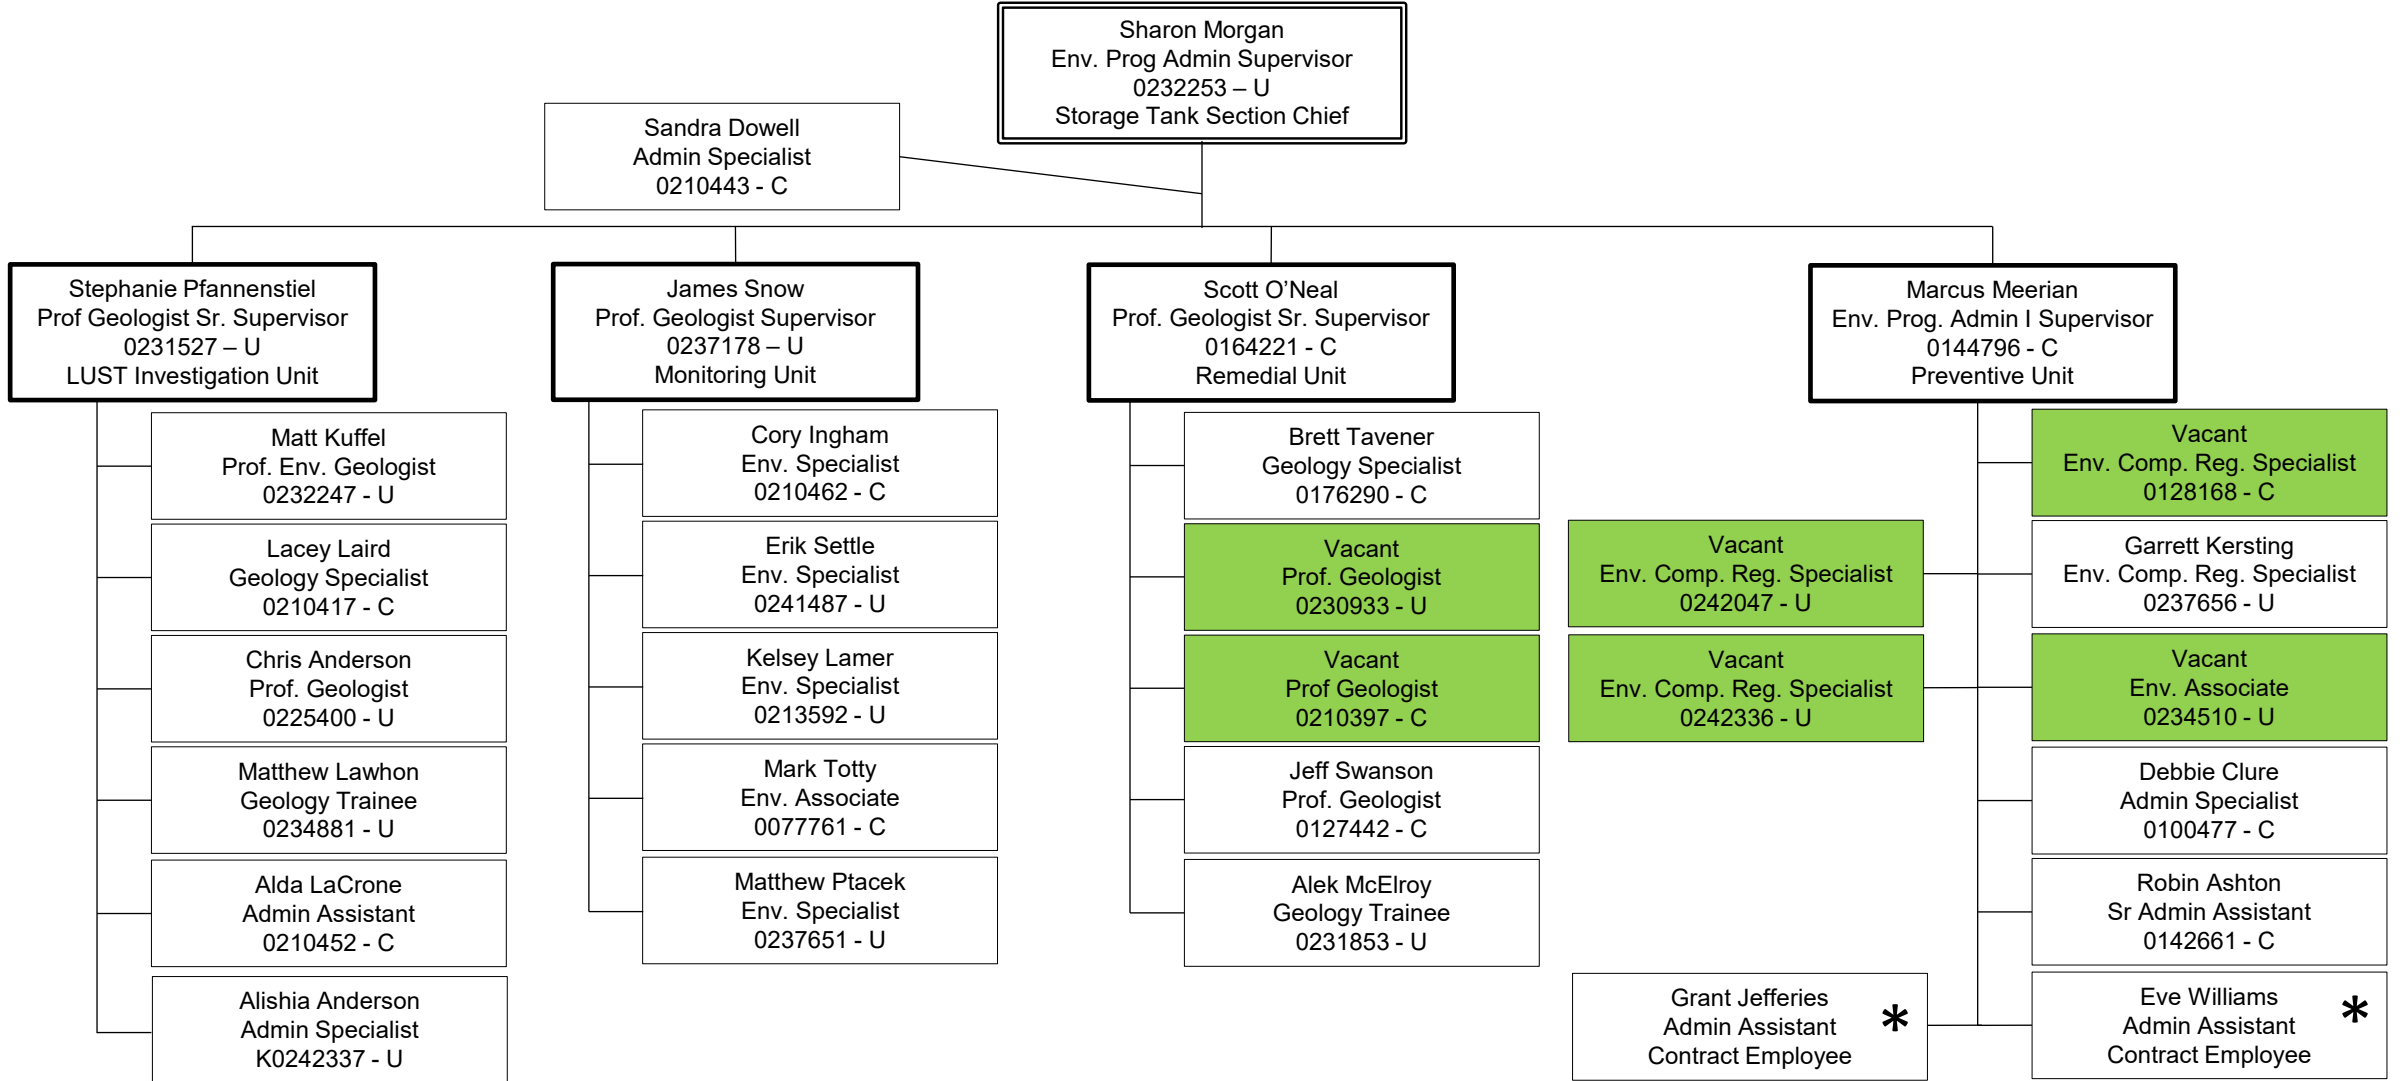 Sharon Morgan
Env. Prog Admin Supervisor
0232253 – U
Storage Tank Section Chief
Sandra Dowell
Admin Specialist
0210443 - C
Stephanie Pfannenstiel
Prof Geologist Sr. Supervisor
0231527 – U
LUST Investigation Unit
Matt Kuffel
Prof. Env. Geologist
0232247 - U
Lacey Laird
Geology Specialist
0210417 - C
Chris Anderson
Prof. Geologist
0225400 - U
Matthew Lawhon
Geology Trainee
0234881 - U
Alda LaCrone
Admin Assistant
0210452 - C
Alishia Anderson
Admin Specialist
K0242337 - U
James Snow
Prof. Geologist Supervisor
0237178 – U
Monitoring Unit
Cory Ingham
Env. Specialist
0210462 - C
Erik Settle
Env. Specialist
0241487 - U
Kelsey Lamer
Env. Specialist
0213592 - U
Mark Totty
Env. Associate
0077761 - C
Matthew Ptacek
Env. Specialist
0237651 - U
Scott O’Neal
Prof. Geologist Sr. Supervisor
0164221 - C
Remedial Unit
Brett Tavener
Geology Specialist
0176290 - C
Vacant
Prof. Geologist
0230933 - U
Vacant
Prof Geologist
0210397 - C
Jeff Swanson
Prof. Geologist
0127442 - C
Alek McElroy
Geology Trainee
0231853 - U
Marcus Meerian
Env. Prog. Admin I Supervisor
0144796 - C
Preventive Unit
Vacant
Env. Comp. Reg. Specialist
0128168 - C
Vacant
Env. Comp. Reg. Specialist
0242047 - U
Garrett Kersting
Env. Comp. Reg. Specialist
0237656 - U
Vacant
Env. Comp. Reg. Specialist
0242336 - U
Vacant
Env. Associate
0234510 - U
Debbie Clure
Admin Specialist
0100477 - C
Robin Ashton
Sr Admin Assistant
0142661 - C
Grant Jefferies
Admin Assistant *
Contract Employee
Eve Williams *
Admin Assistant
Contract Employee